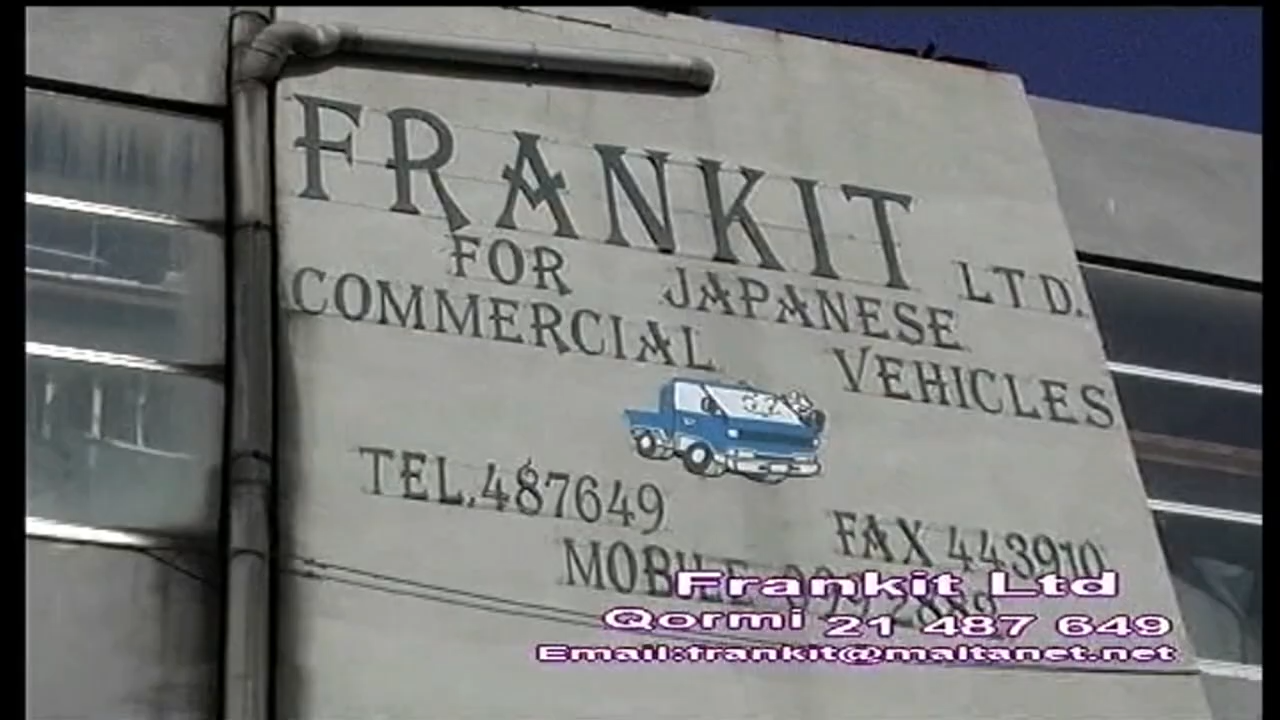 FRANKIT LTD.
FOR JAPANESE
COMMERCIAL VEHICLES
TEL.487649
FAX 443910
MOBILE
Frankit Ltd
Qormi 21 487 649
Email:frankit@maltanet.net